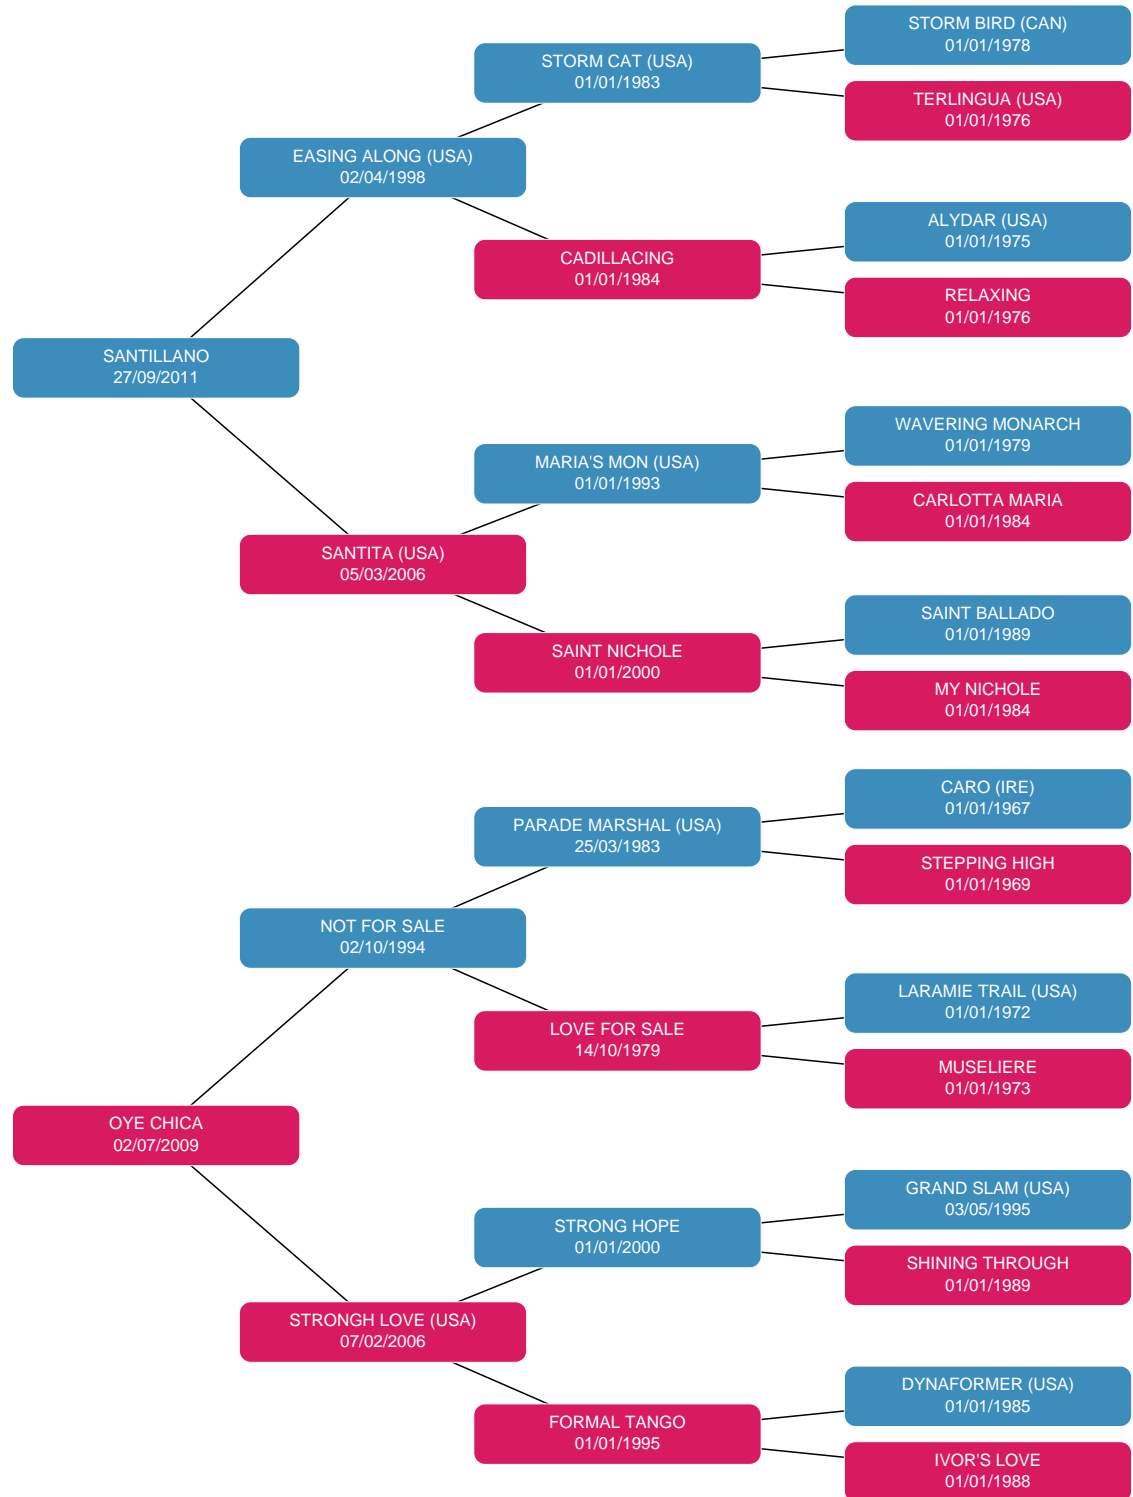 STORM BIRD (CAN)
01/01/1978
STORM CAT (USA)
01/01/1983
TERLINGUA (USA)
01/01/1976
EASING ALONG (USA)
02/04/1998
ALYDAR (USA)
01/01/1975
CADILLACING
01/01/1984
RELAXING
01/01/1976
SANTILLANO
27/09/2011
WAVERING MONARCH
01/01/1979
MARIA'S MON (USA)
01/01/1993
CARLOTTA MARIA
01/01/1984
SANTITA (USA)
05/03/2006
SAINT BALLADO
01/01/1989
SAINT NICHOLE
01/01/2000
MY NICHOLE
01/01/1984
CARO (IRE)
01/01/1967
PARADE MARSHAL (USA)
25/03/1983
STEPPING HIGH
01/01/1969
NOT FOR SALE
02/10/1994
LARAMIE TRAIL (USA)
01/01/1972
LOVE FOR SALE
14/10/1979
MUSELIERE
01/01/1973
OYE CHICA
02/07/2009
GRAND SLAM (USA)
03/05/1995
STRONG HOPE
01/01/2000
SHINING THROUGH
01/01/1989
STRONGH LOVE (USA)
07/02/2006
DYNAFORMER (USA)
01/01/1985
FORMAL TANGO
01/01/1995
IVOR'S LOVE
01/01/1988